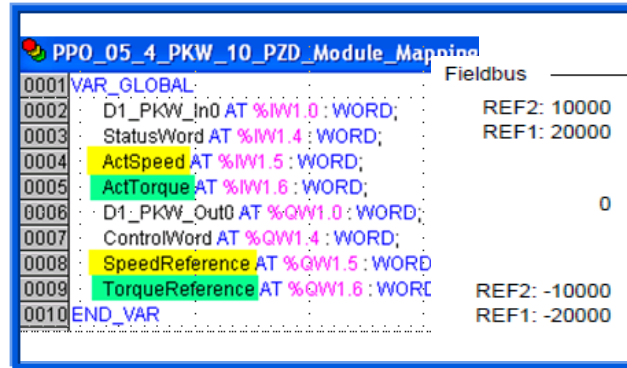 PPO_05_4_PKW_10_PZD_Module_Mapping
0001 VAR_GLOBAL
0002 D1_PKW_In0 AT %IW1.0 : WORD;
0003 StatusWord AT %IW1.4 : WORD;
0004 ActSpeed AT %IW1.5 : WORD;
0005 ActTorque AT %IW1.6 : WORD;
0006 D1_PKW_Out0 AT %QW1.0 : WORD;
0007 ControlWord AT %QW1.4 : WORD;
0008 SpeedReference AT %QW1.5 : WORD
0009 TorqueReference AT %QW1.6 : WORD
0010 END_VAR
Fieldbus
REF2: 10000
REF1: 20000
0
REF2: -10000
REF1: -20000